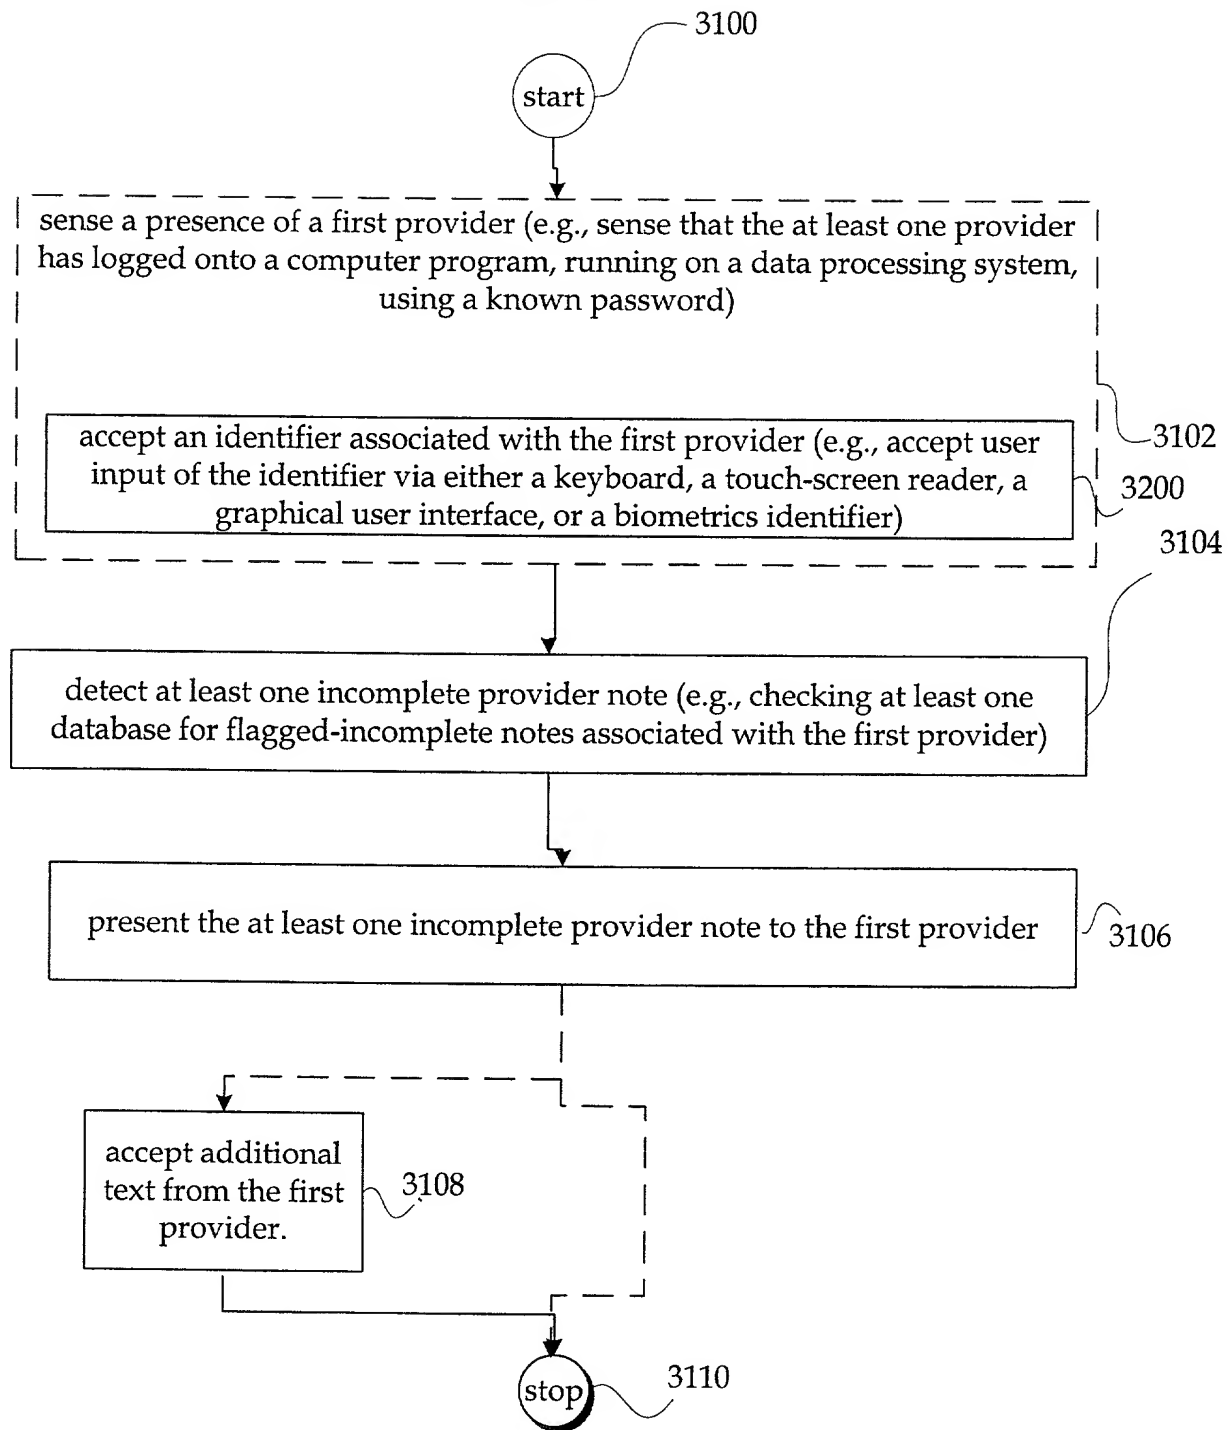 3100
start
sense a presence of a first provider (e.g., sense that the at least one provider
has logged onto a computer program, running on a data processing system,
using a known password)
accept an identifier associated with the first provider (e.g., accept user
input of the identifier via either a keyboard, a touch-screen reader, a
graphical user interface, or a biometrics identifier)
3102
3200
3104
detect at least one incomplete provider note (e.g., checking at least one
database for flagged-incomplete notes associated with the first provider)
present the at least one incomplete provider note to the first provider
3106
accept additional
text from the first
provider.
3108
stop
3110